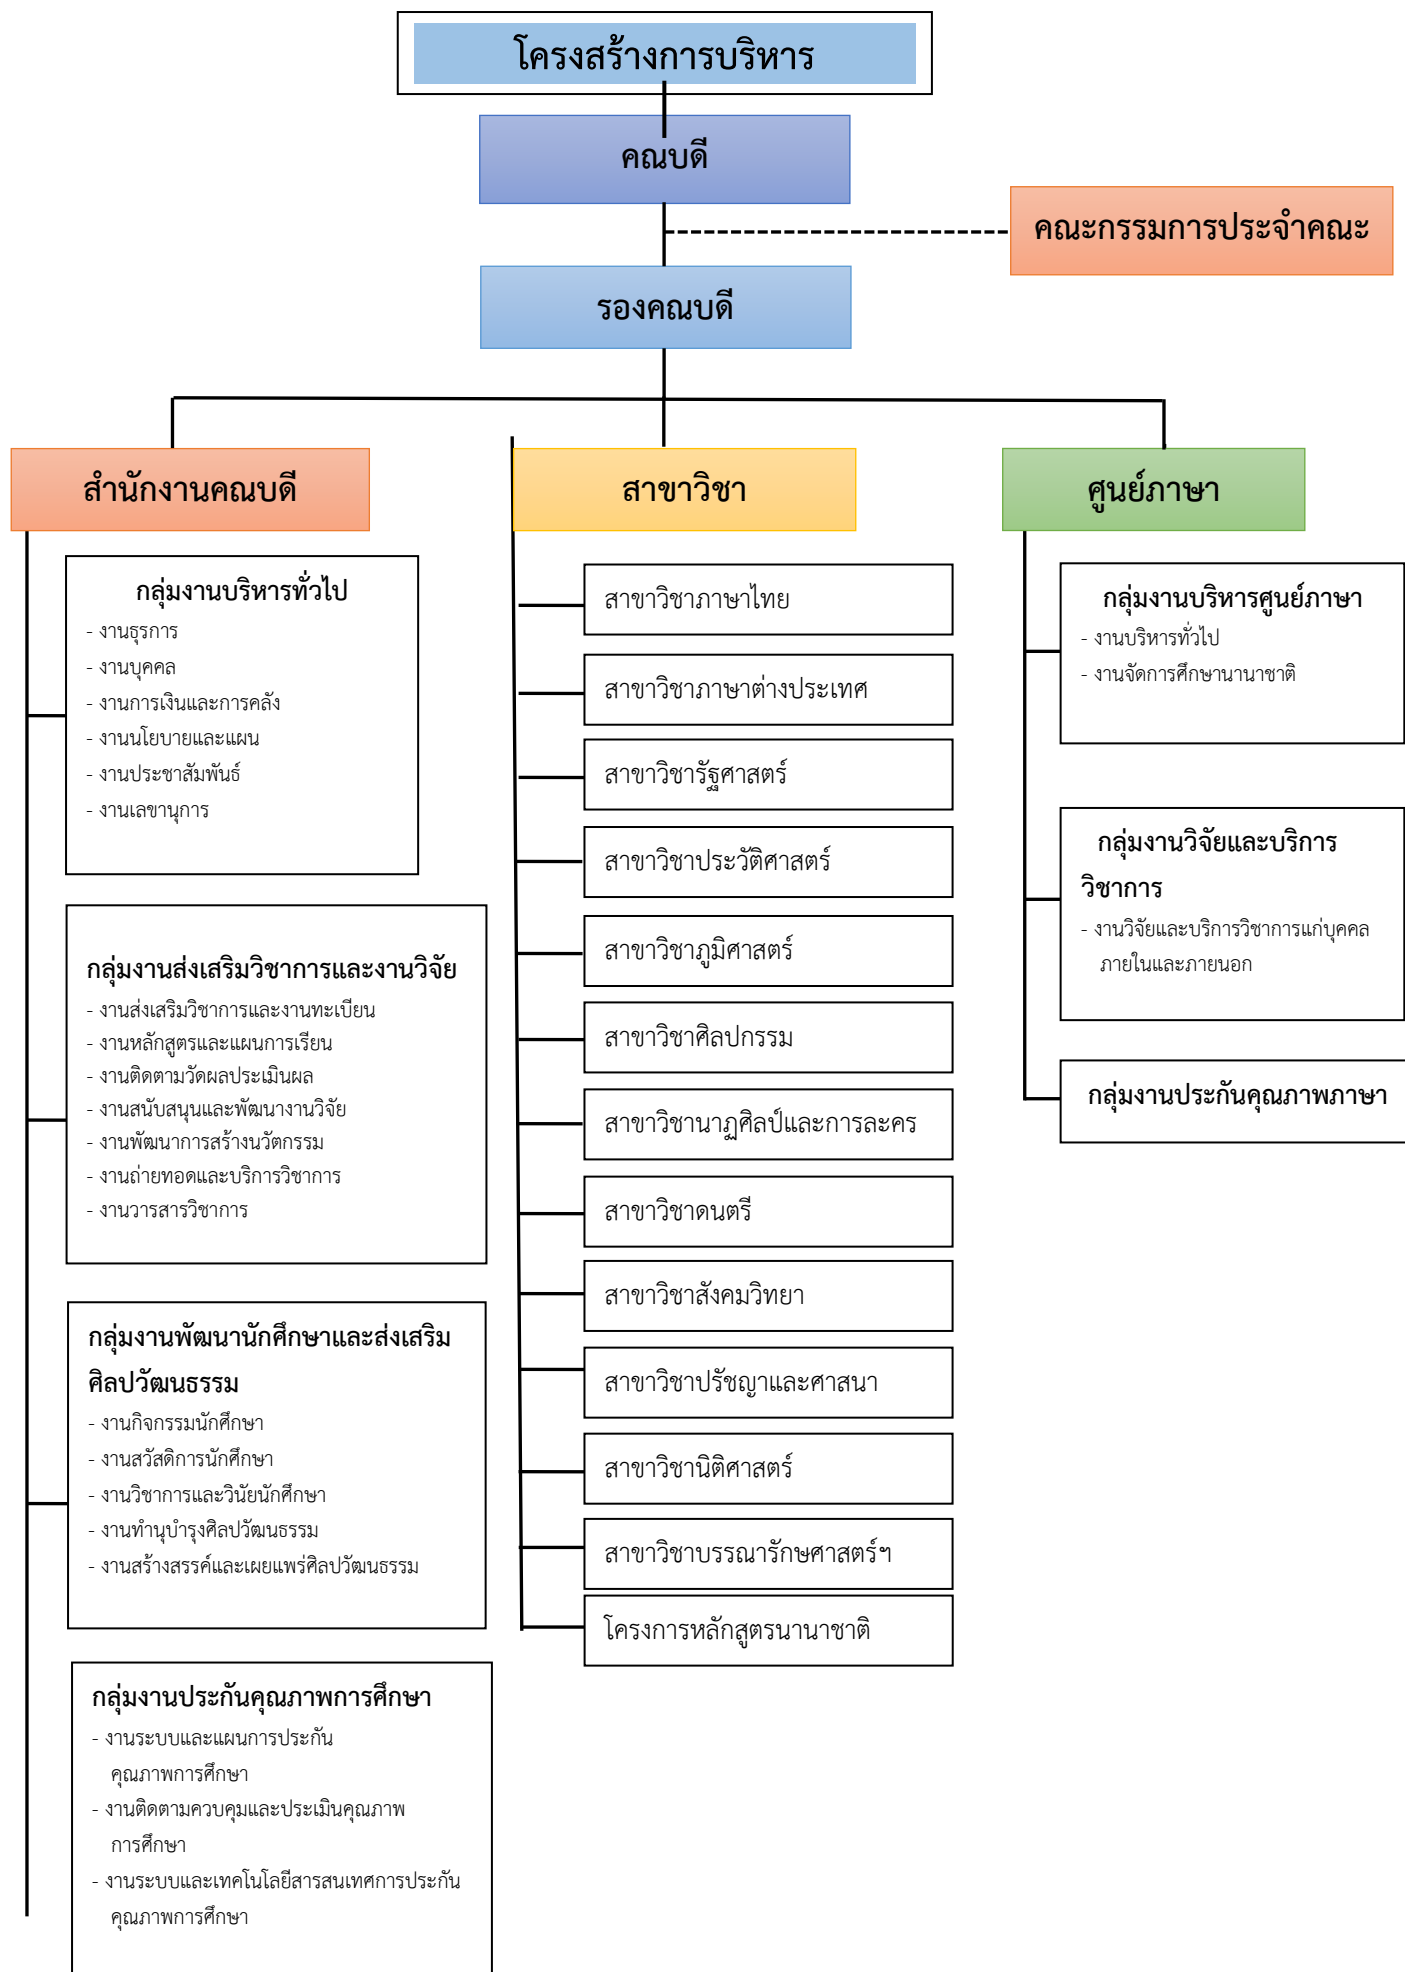 โครงสร้างการบริหาร
คณบดี
คณะกรรมการประจำคณะ
รองคณบดี
สำนักงานคณบดี
กลุ่มงานบริหารทั่วไป
- งานธุรการ
- งานบุคคล
- งานการเงินและการคลัง
- งานนโยบายและแผน
- งานประชาสัมพันธ์
- งานเลขานุการ
กลุ่มงานส่งเสริมวิชาการและงานวิจัย
- งานส่งเสริมวิชาการและงานทะเบียน
- งานหลักสูตรและแผนการเรียน
- งานติดตามวัดผลประเมินผล
- งานสนับสนุนและพัฒนางานวิจัย
- งานพัฒนาการสร้างนวัตกรรม
- งานถ่ายทอดและบริการวิชาการ
- งานวารสารวิชาการ
กลุ่มงานพัฒนานักศึกษาและส่งเสริม
ศิลปวัฒนธรรม
- งานกิจกรรมนักศึกษา
- งานสวัสดิการนักศึกษา
- งานวิชาการและวินัยนักศึกษา
- งานทำนุบำรุงศิลปวัฒนธรรม
- งานสร้างสรรค์และเผยแพร่ศิลปวัฒนธรรม
กลุ่มงานประกันคุณภาพการศึกษา
- งานระบบและแผนการประกัน
คุณภาพการศึกษา
- งานติดตามควบคุมและประเมินคุณภาพ
การศึกษา
- งานระบบและเทคโนโลยีสารสนเทศการประกัน
คุณภาพการศึกษา
สาขาวิชา
สาขาวิชาภาษาไทย
สาขาวิชาภาษาต่างประเทศ
สาขาวิชารัฐศาสตร์
สาขาวิชาประวัติศาสตร์
สาขาวิชาภูมิศาสตร์
สาขาวิชาศิลปกรรม
สาขาวิชานาฏศิลป์และการละคร
สาขาวิชาดนตรี
สาขาวิชาสังคมวิทยา
สาขาวิชาปรัชญาและศาสนา
สาขาวิชานิติศาสตร์
สาขาวิชาบรรณารักษศาสตร์ฯ
โครงการหลักสูตรนานาชาติ
ศูนย์ภาษา
กลุ่มงานบริหารศูนย์ภาษา
- งานบริหารทั่วไป
- งานจัดการศึกษานานาชาติ
กลุ่มงานวิจัยและบริการ
วิชาการ
- งานวิจัยและบริการวิชาการแก่บุคคล
ภายในและภายนอก
กลุ่มงานประกันคุณภาพภาษา